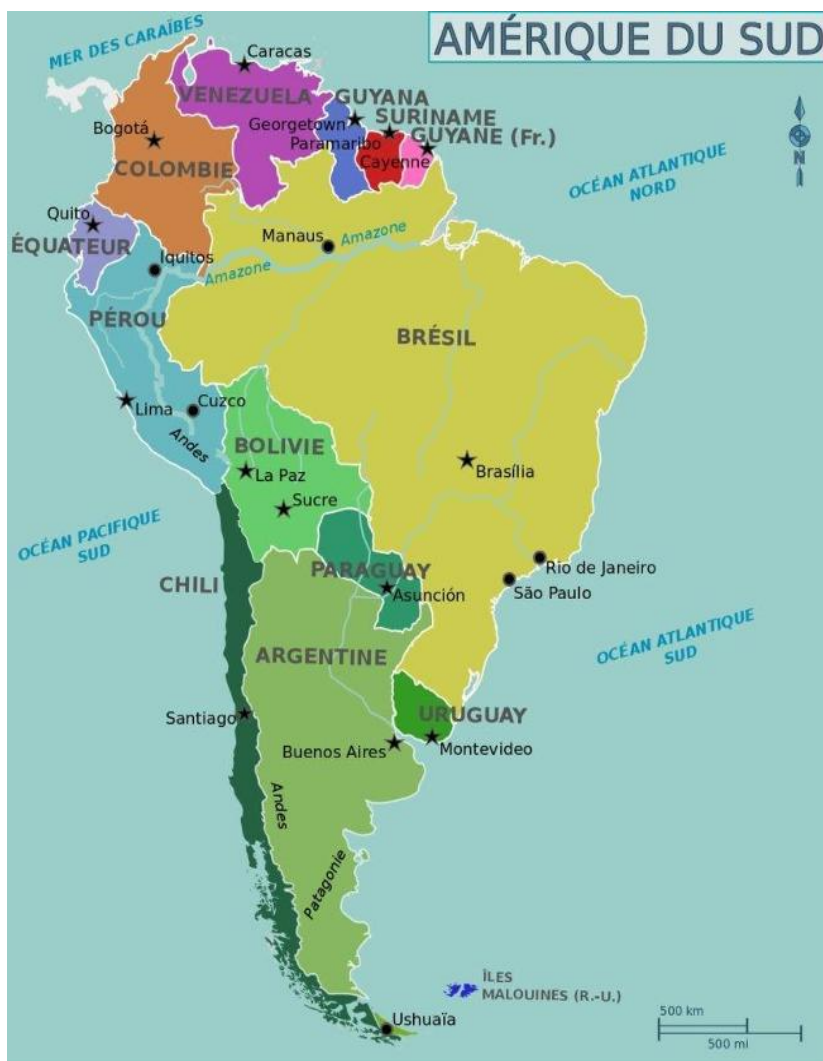 AMÉRIQUE DU SUD
MER DES CARAÏBES
Caracas
VENEZUELA
GUYANA
SURINAME
GUYANE (Fr.)
Georgetown
Paramaribo
Cayenne
Bogotá
COLOMBIE
OCÉAN ATLANTIQUE
NORD
N
Quito
ÉQUATEUR
Manaus
Amazone
Iquitos
Amazone
PÉROU
BRÉSIL
Lima
Cuzco
Andes
BOLIVIE
La Paz
Brasília
Sucre
OCÉAN PACIFIQUE
SUD
CHILI
PARAGUAY
Asunción
Rio de Janeiro
São Paulo
ARGENTINE
OCÉAN ATLANTIQUE
SUD
Santiago
URUGUAY
Buenos Aires
Montevideo
Andes
Patagonie
ÎLES
MALOUINES (R.-U.)
Ushuaïa
500 km
500 mi